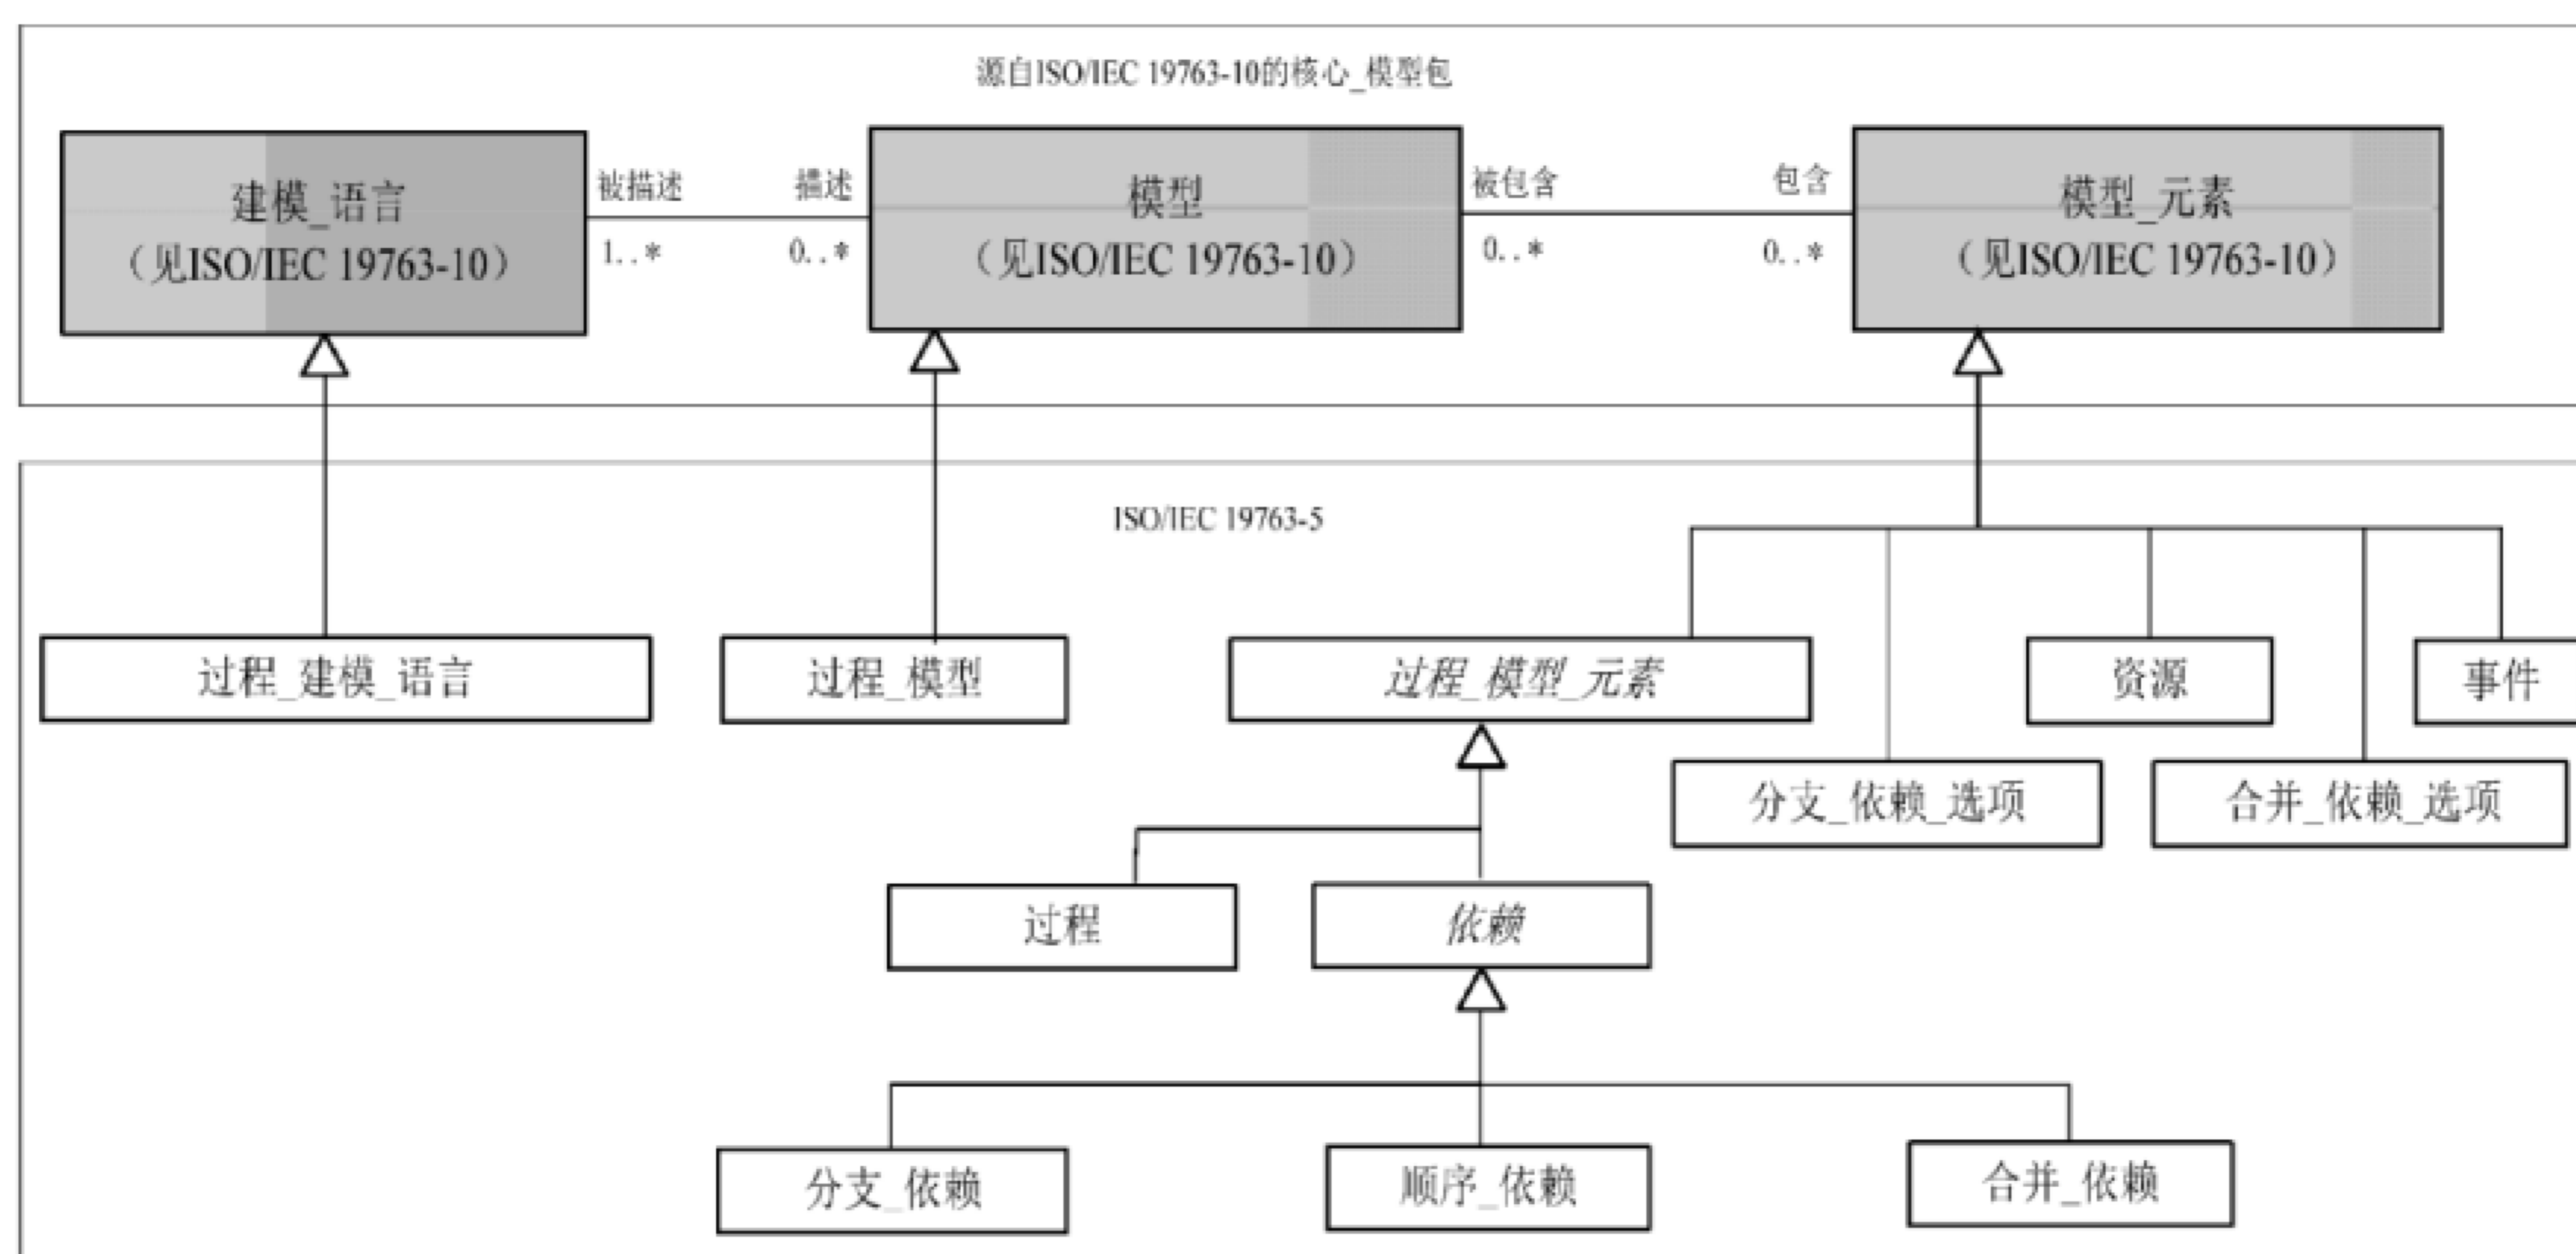 源自ISO/IEC 19763-10的核心_模型包
建模_语言
（见ISO/IEC 19763-10）
被描述
描述
1..*
0..*
模型
（见ISO/IEC 19763-10）
被包含
包含
0..*
0..*
模型_元素
（见ISO/IEC 19763-10）
ISO/IEC 19763-5
过程_建模_语言
过程_模型
过程_模型_元素
资源
事件
分支_依赖_选项
合并_依赖_选项
过程
依赖
分支_依赖
顺序_依赖
合并_依赖